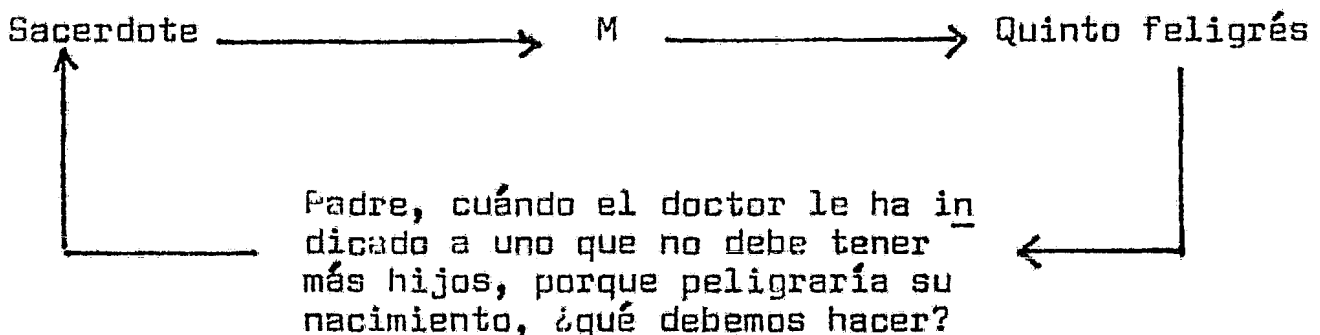 Sacerdote M Quinto feligrés
Padre, cuándo el doctor le ha in
dicado a uno que no debe tener
más hijos, porque peligraría su
nacimiento, ¿qué debemos hacer?